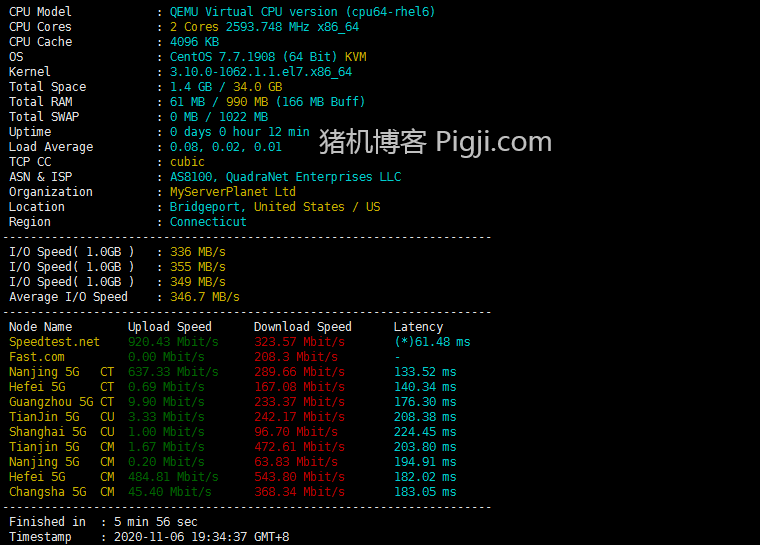 CPU Model : QEMU Virtual CPU version (cpu64-rhel6)
CPU Cores : 2 Cores 2593.748 MHz x86_64
CPU Cache : 4096 KB
OS : CentOS 7.7.1908 (64 Bit) KVM
Kernel : 3.10.0-1062.1.1.el7.x86_64
Total Space : 1.4 GB / 34.0 GB
Total RAM : 61 MB / 990 MB (166 MB Buff)
Total SWAP : 0 MB / 1022 MB
Uptime : 0 days 0 hour 12 min
猪机博客 Pigji.com
Load Average : 0.08, 0.02, 0.01
TCP CC : cubic
ASN & ISP : AS8100, QuadraNet Enterprises LLC
Organization : MyServerPlanet Ltd
Location : Bridgeport, United States / US
Region : Connecticut
----------------------------------------------------------------------
I/O Speed( 1.0GB ) : 336 MB/s
I/O Speed( 1.0GB ) : 355 MB/s
I/O Speed( 1.0GB ) : 349 MB/s
Average I/O Speed : 346.7 MB/s
----------------------------------------------------------------------
Node Name Upload Speed Download Speed Latency
Speedtest.net 920.43 Mbit/s 323.57 Mbit/s (*)61.48 ms
Fast.com 0.00 Mbit/s 208.3 Mbit/s -
Nanjing 5G CT 637.33 Mbit/s 289.66 Mbit/s 133.52 ms
Hefei 5G CT 0.69 Mbit/s 167.08 Mbit/s 140.34 ms
Guangzhou 5G CT 9.90 Mbit/s 233.37 Mbit/s 176.30 ms
TianJin 5G CU 3.33 Mbit/s 242.17 Mbit/s 208.38 ms
Shanghai 5G CU 1.00 Mbit/s 96.70 Mbit/s 224.45 ms
Tianjin 5G CM 1.67 Mbit/s 472.61 Mbit/s 203.80 ms
Nanjing 5G CM 0.20 Mbit/s 63.83 Mbit/s 194.91 ms
Hefei 5G CM 484.81 Mbit/s 543.80 Mbit/s 182.02 ms
Changsha 5G CM 45.40 Mbit/s 368.34 Mbit/s 183.05 ms
----------------------------------------------------------------------
Finished in : 5 min 56 sec
Timestamp : 2020-11-06 19:34:37 GMT+8